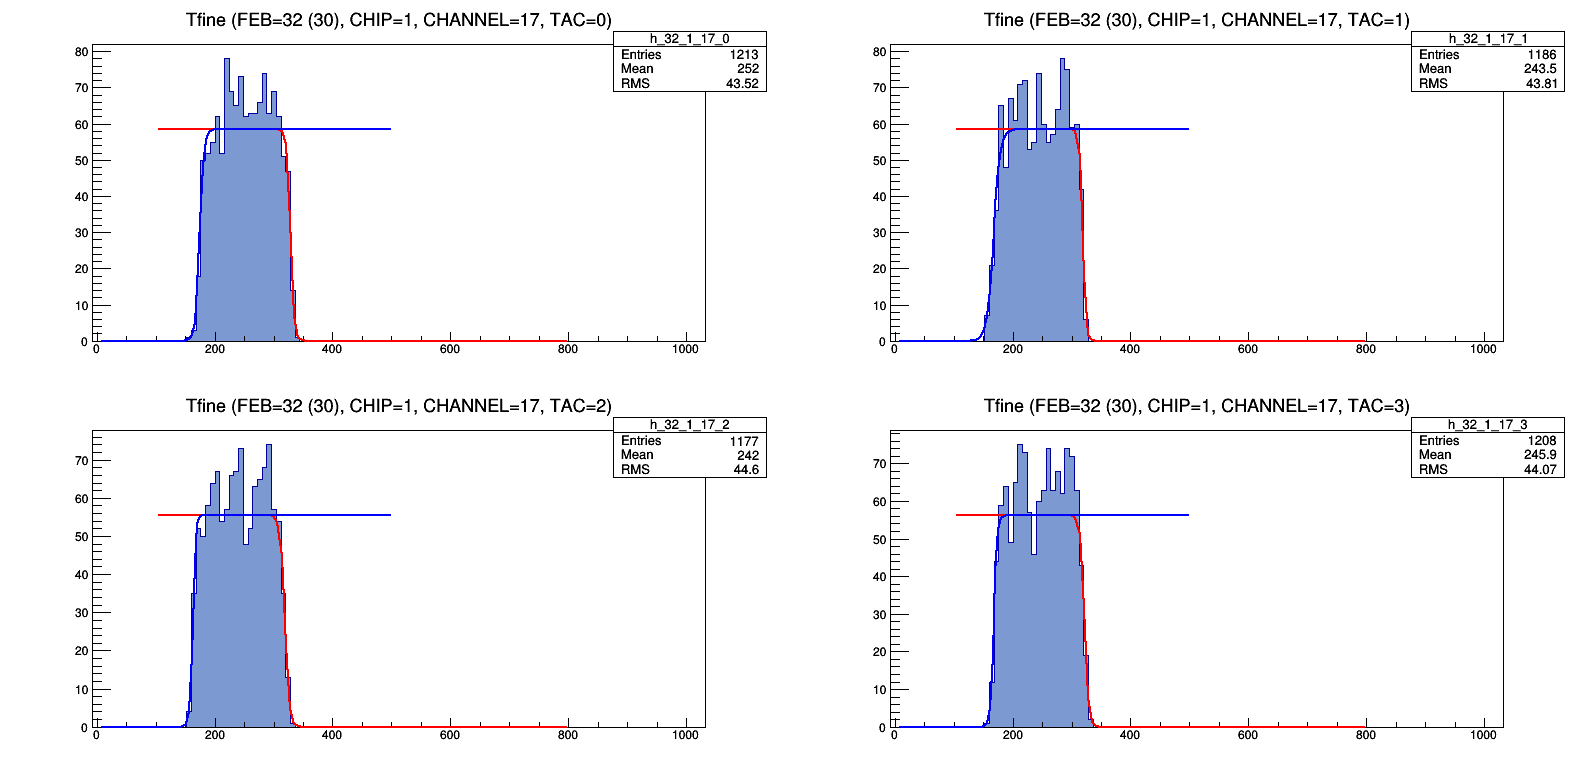 Tfine (FEB=32 (30), CHIP=1, CHANNEL=17, TAC=0)
h_32_1_17_0
Entries 1213
Mean 252
RMS 43.52
80
70
60
50
40
30
20
10
0
0 200 400 600 800 1000
Tfine (FEB=32 (30), CHIP=1, CHANNEL=17, TAC=1)
h_32_1_17_1
Entries 1186
Mean 243.5
RMS 43.81
80
70
60
50
40
30
20
10
0
0 200 400 600 800 1000
Tfine (FEB=32 (30), CHIP=1, CHANNEL=17, TAC=2)
h_32_1_17_2
Entries 1177
Mean 242
RMS 44.6
70
60
50
40
30
20
10
0
0 200 400 600 800 1000
Tfine (FEB=32 (30), CHIP=1, CHANNEL=17, TAC=3)
h_32_1_17_3
Entries 1208
Mean 245.9
RMS 44.07
70
60
50
40
30
20
10
0
0 200 400 600 800 1000